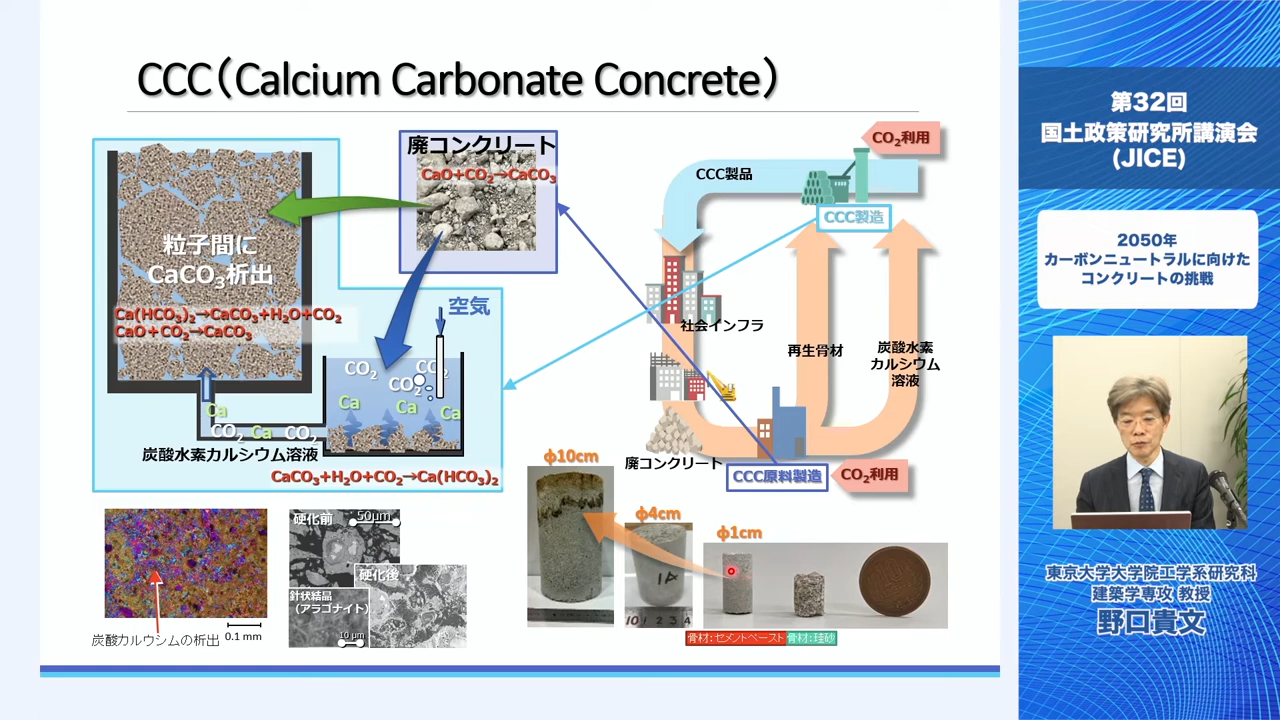 CCC（Calcium Carbonate Concrete）
廃コンクリート
CaO+CO₂→CaCO₃
粒子間に
CaCO₃析出
Ca(HCO₃)₂→CaCO₃+H₂O+CO₂
CaO＋CO₂→CaCO₃
空気
CO₂
CO₂
CO₂
Ca
Ca
Ca
Ca
CO₂
Ca
CO₂
炭酸水素カルシウム溶液
CaCO₃+H₂O+CO₂→Ca(HCO₃)₂
CO₂利用
CCC製品
CCC製造
社会インフラ
再生骨材
炭酸水素
カルシウム
溶液
廃コンクリート
CCC原料製造
CO₂利用
φ10cm
φ4cm
φ1cm
1A
10 1 2 3 4
骨材：セメントペースト
骨材：珪砂
炭酸カルウシムの析出
0.1 mm
硬化前
50μm
硬化後
針状結晶
（アラゴナイト）
10 μm
第32回
国土政策研究所講演会
(JICE)
2050年
カーボンニュートラルに向けた
コンクリートの挑戦
東京大学大学院工学系研究科
建築学専攻 教授
野口貴文